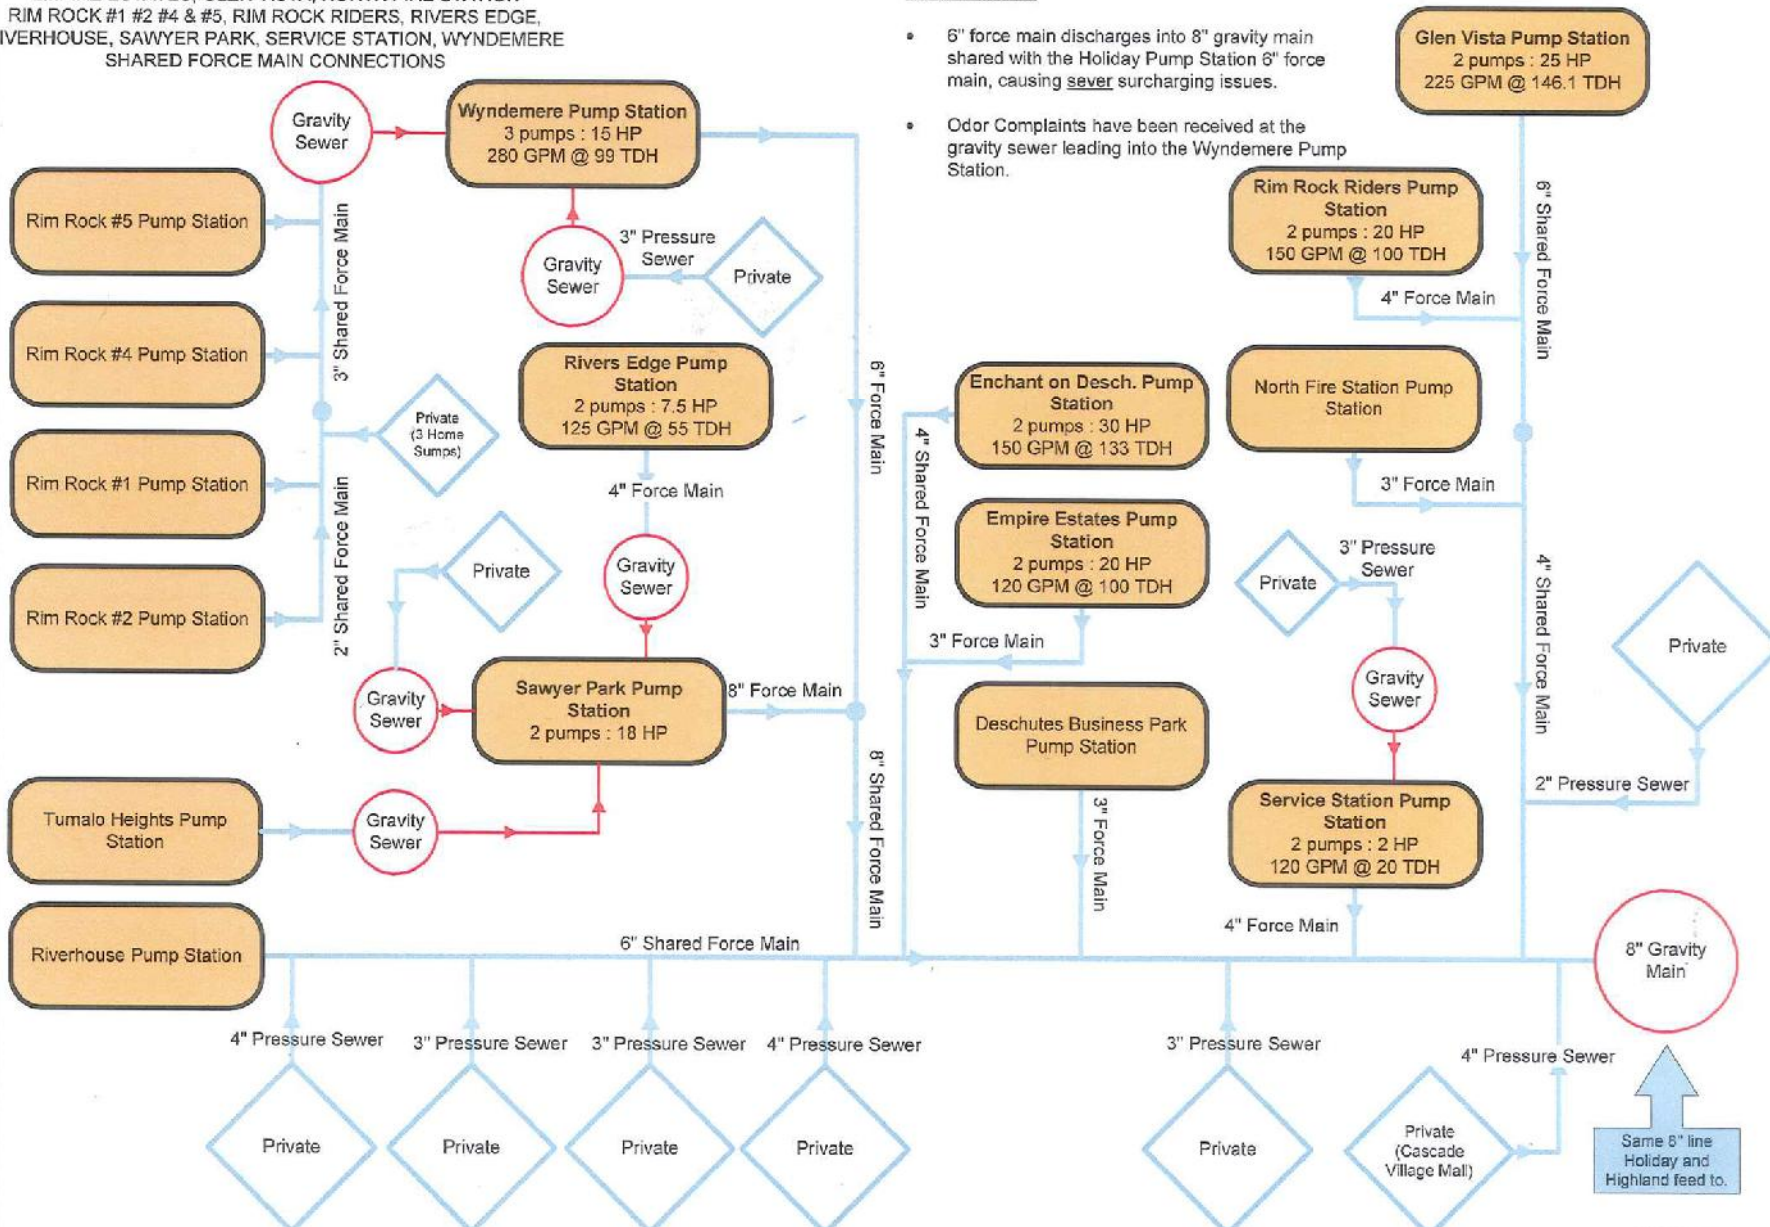 RIM ROCK #1 #2 #4 & #5, RIM ROCK RIDERS, RIVERS EDGE,
IVERHOUSE, SAWYER PARK, SERVICE STATION, WYNDEMERE
SHARED FORCE MAIN CONNECTIONS
• 6" force main discharges into 8" gravity main
shared with the Holiday Pump Station 6" force
main, causing sever surcharging issues.
• Odor Complaints have been received at the
gravity sewer leading into the Wyndemere Pump
Station.
Glen Vista Pump Station
2 pumps : 25 HP
225 GPM @ 146.1 TDH
Gravity
Sewer
Wyndemere Pump Station
3 pumps : 15 HP
280 GPM @ 99 TDH
Rim Rock #5 Pump Station
3" Shared Force Main
Gravity
Sewer
3" Pressure
Sewer
Private
Rim Rock Riders Pump
Station
2 pumps : 20 HP
150 GPM @ 100 TDH
4" Force Main
6" Shared Force Main
Rim Rock #4 Pump Station
Rivers Edge Pump
Station
2 pumps : 7.5 HP
125 GPM @ 55 TDH
6" Force Main
Enchant on Desch. Pump
Station
2 pumps : 30 HP
150 GPM @ 133 TDH
North Fire Station Pump
Station
Private
(3 Home
Sumps)
4" Shared Force Main
3" Force Main
Rim Rock #1 Pump Station
4" Force Main
Empire Estates Pump
Station
2 pumps : 20 HP
120 GPM @ 100 TDH
3" Pressure
Sewer
Private
4" Shared Force Main
2" Shared Force Main
Private
Gravity
Sewer
Rim Rock #2 Pump Station
3" Force Main
Private
Gravity
Sewer
Sawyer Park Pump
Station
2 pumps : 18 HP
8" Force Main
Deschutes Business Park
Pump Station
Gravity
Sewer
2" Pressure Sewer
Tumalo Heights Pump
Station
Gravity
Sewer
8" Shared Force Main
3" Force Main
Service Station Pump
Station
2 pumps : 2 HP
120 GPM @ 20 TDH
4" Force Main
Riverhouse Pump Station
6" Shared Force Main
8" Gravity
Main
4" Pressure Sewer
3" Pressure Sewer
3" Pressure Sewer
4" Pressure Sewer
3" Pressure Sewer
4" Pressure Sewer
Private
Private
Private
Private
Private
Private
(Cascade
Village Mall)
Same 8" line
Holiday and
Highland feed to.